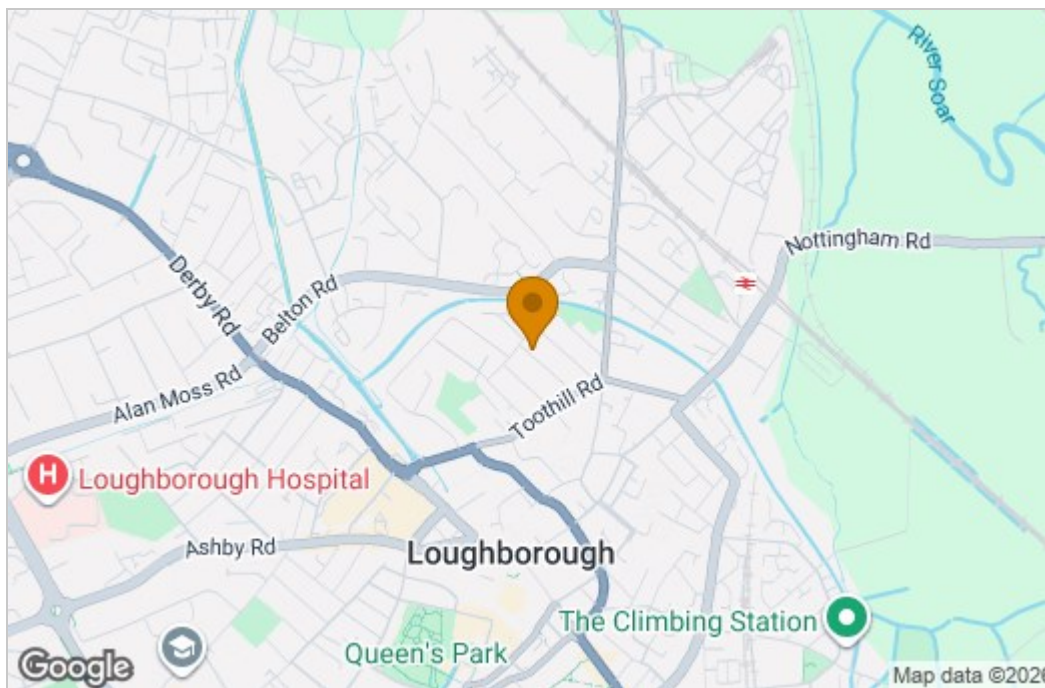 River Soar
Nottingham Rd
Derby Rd
Belton Rd
Alan Moss Rd
Toothill Rd
H
Loughborough Hospital
Ashby Rd
Loughborough
The Climbing Station
Queen's Park
Google
Map data ©2026